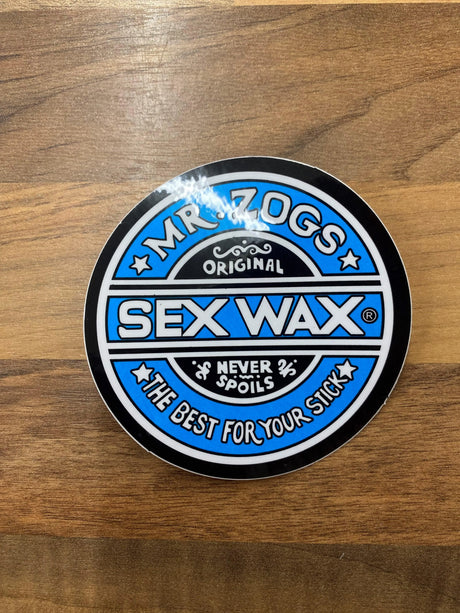 MR. ZOGS
ORIGINAL
SEX WAX®
NEVER
SPOILS
THE BEST FOR YOUR STICK